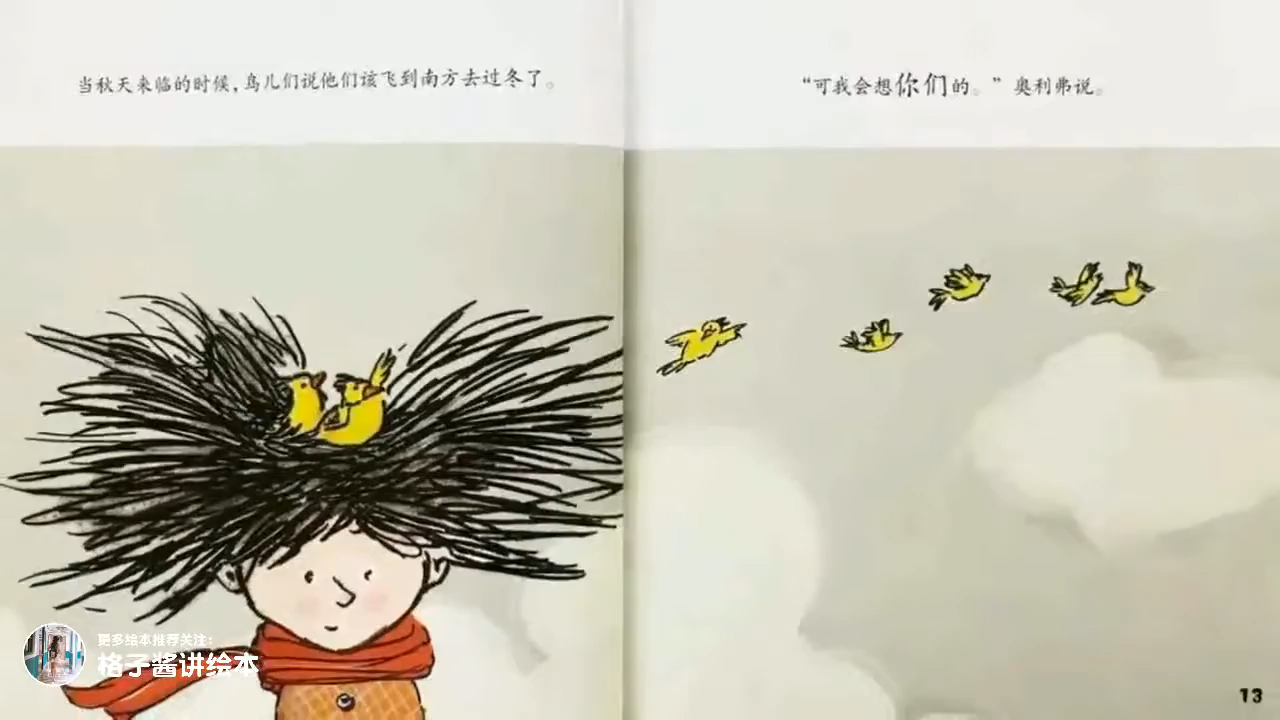 当秋天来临的时候，鸟儿们说他们该飞到南方去过冬了。
“可我会想你们的。”奥利弗说。
更多绘本推荐关注：
格子酱讲绘本
13